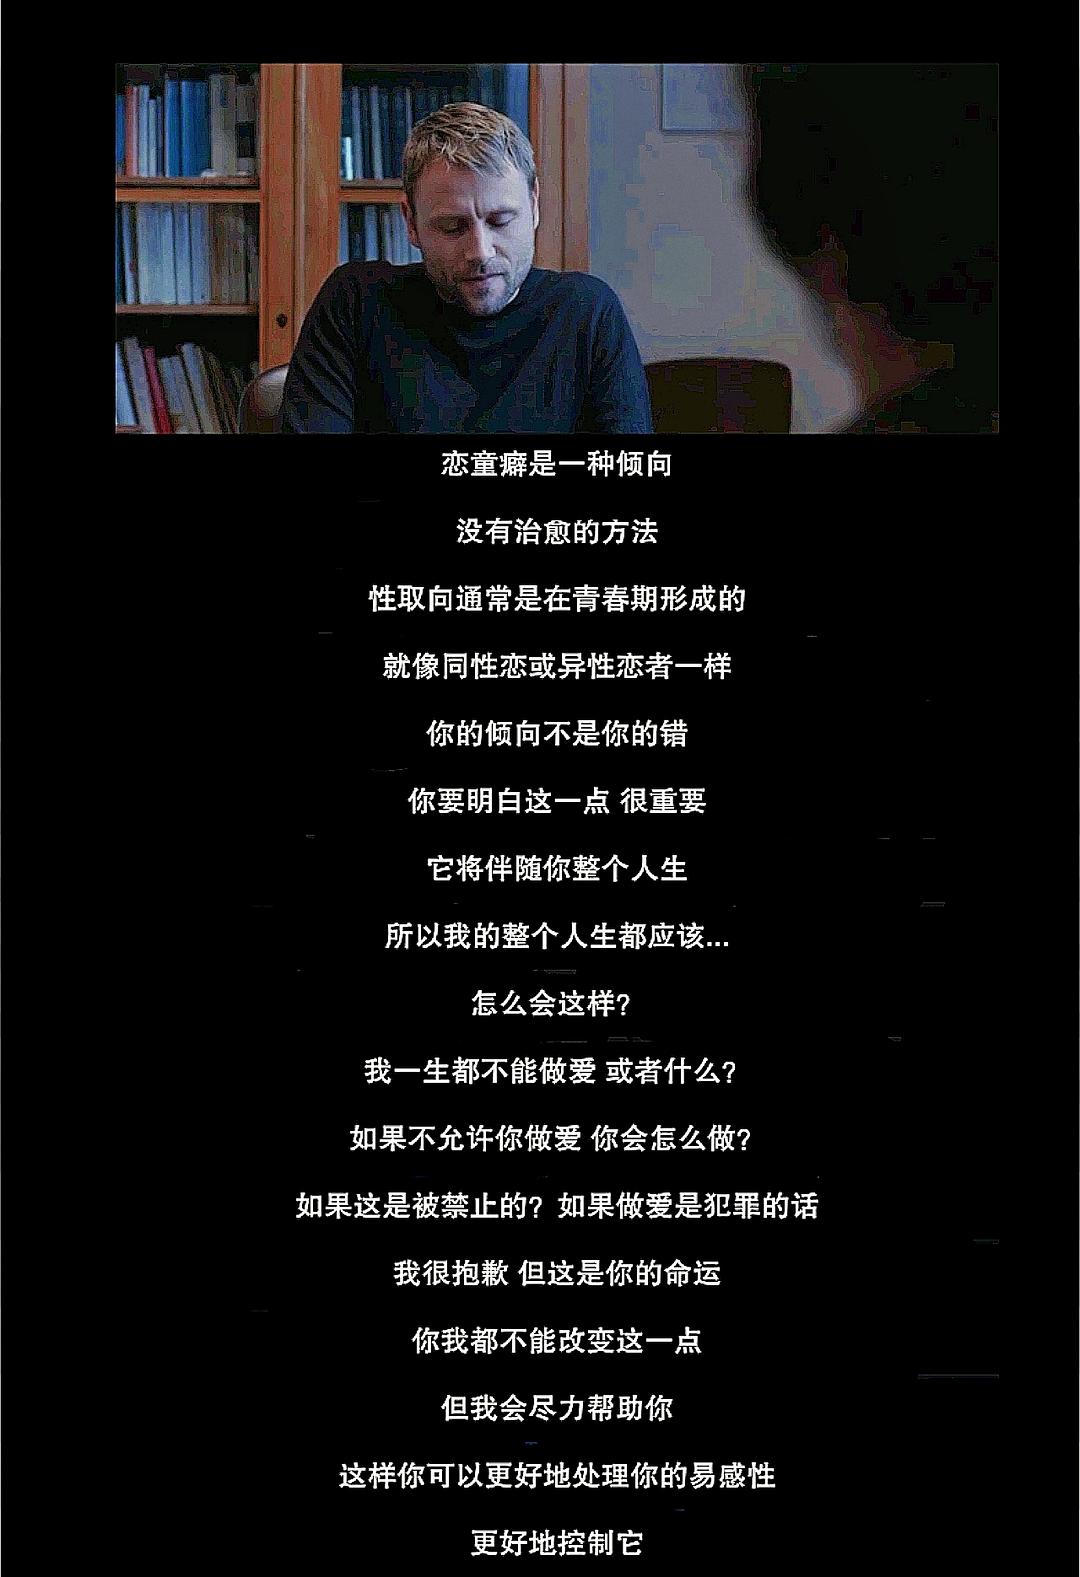 恋童癖是一种倾向
没有治愈的方法
性取向通常是在青春期形成的
就像同性恋或异性恋者一样
你的倾向不是你的错
你要明白这一点 很重要
它将伴随你整个人生
所以我的整个人生都应该...
怎么会这样?
我一生都不能做爱 或者什么?
如果不允许你做爱 你会怎么做?
如果这是被禁止的? 如果做爱是犯罪的话
我很抱歉 但这是你的命运
你我都不能改变这一点
但我会尽力帮助你
这样你可以更好地处理你的易感性
更好地控制它